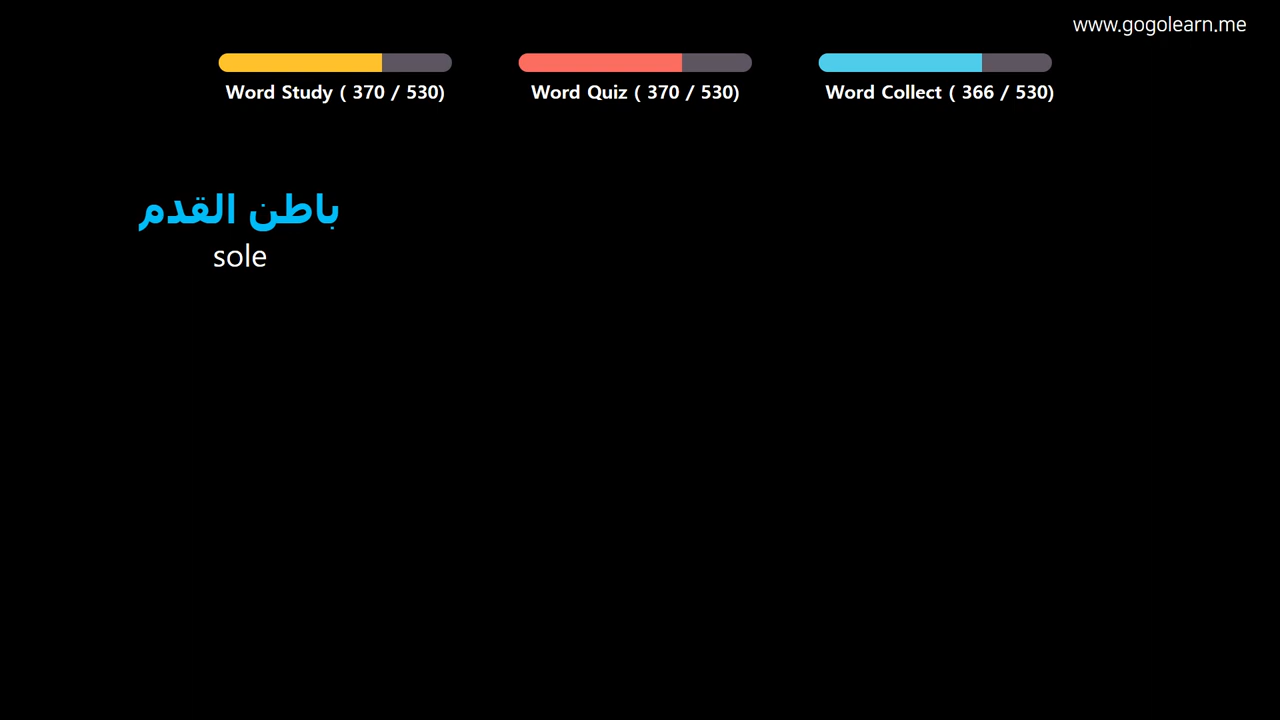 www.gogolearn.me
Word Study ( 370 / 530)
Word Quiz ( 370 / 530)
Word Collect ( 366 / 530)
باطن القدم
sole